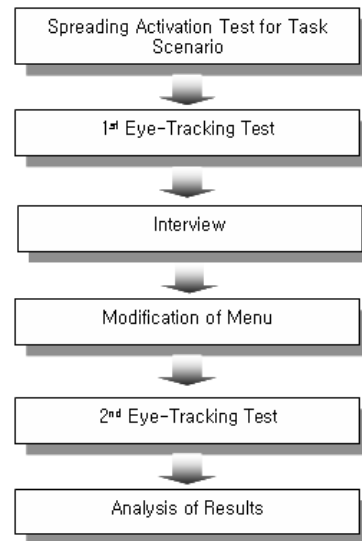 Spreading Activation Test for Task
Scenario
1st Eye-Tracking Test
Interview
Modification of Menu
2nd Eye-Tracking Test
Analysis of Results